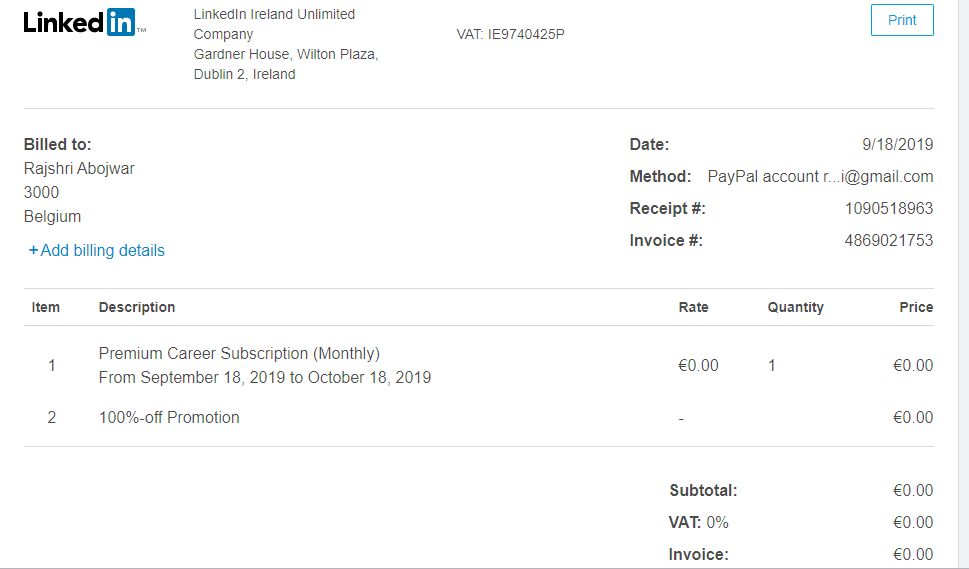 LinkedIn™
LinkedIn Ireland Unlimited
Company
Gardner House, Wilton Plaza,
Dublin 2, Ireland
VAT: IE9740425P
Print
Billed to:
Rajshri Abojwar
3000
Belgium
+Add billing details
Date: 9/18/2019
Method: PayPal account r...i@gmail.com
Receipt #: 1090518963
Invoice #: 4869021753
Item Description Rate Quantity Price
1 Premium Career Subscription (Monthly)
From September 18, 2019 to October 18, 2019 €0.00 1 €0.00
2 100%-off Promotion - €0.00
Subtotal: €0.00
VAT: 0% €0.00
Invoice: €0.00